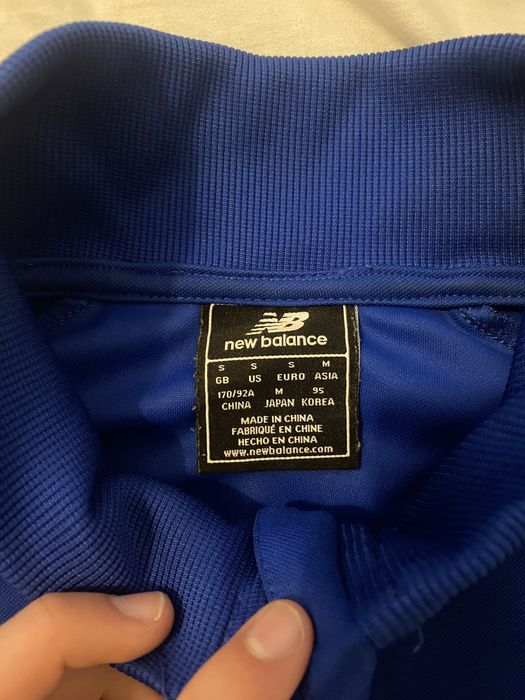 NB
new balance
S S S M
GB US EURO ASIA
170/92A M 95
CHINA JAPAN KOREA
MADE IN CHINA
FABRIQUÉ EN CHINE
HECHO EN CHINA
www.newbalance.com